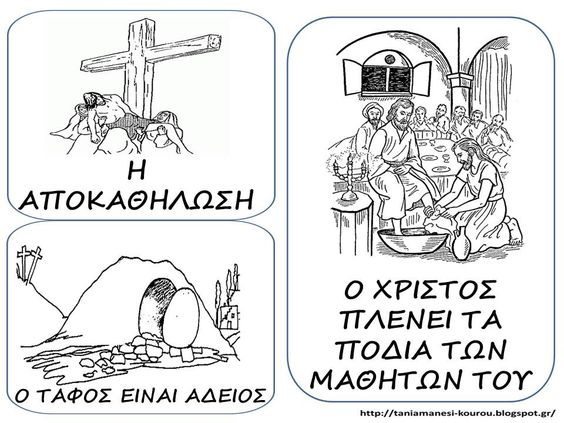 Η
ΑΠΟΚΑΘΗΛΩΣΗ
Ο ΤΑΦΟΣ ΕΙΝΑΙ ΑΔΕΙΟΣ
Ο ΧΡΙΣΤΟΣ
ΠΛΕΝΕΙ ΤΑ
ΠΟΔΙΑ ΤΩΝ
ΜΑΘΗΤΩΝ ΤΟΥ
http://taniamanesi-kourou.blogspot.gr/